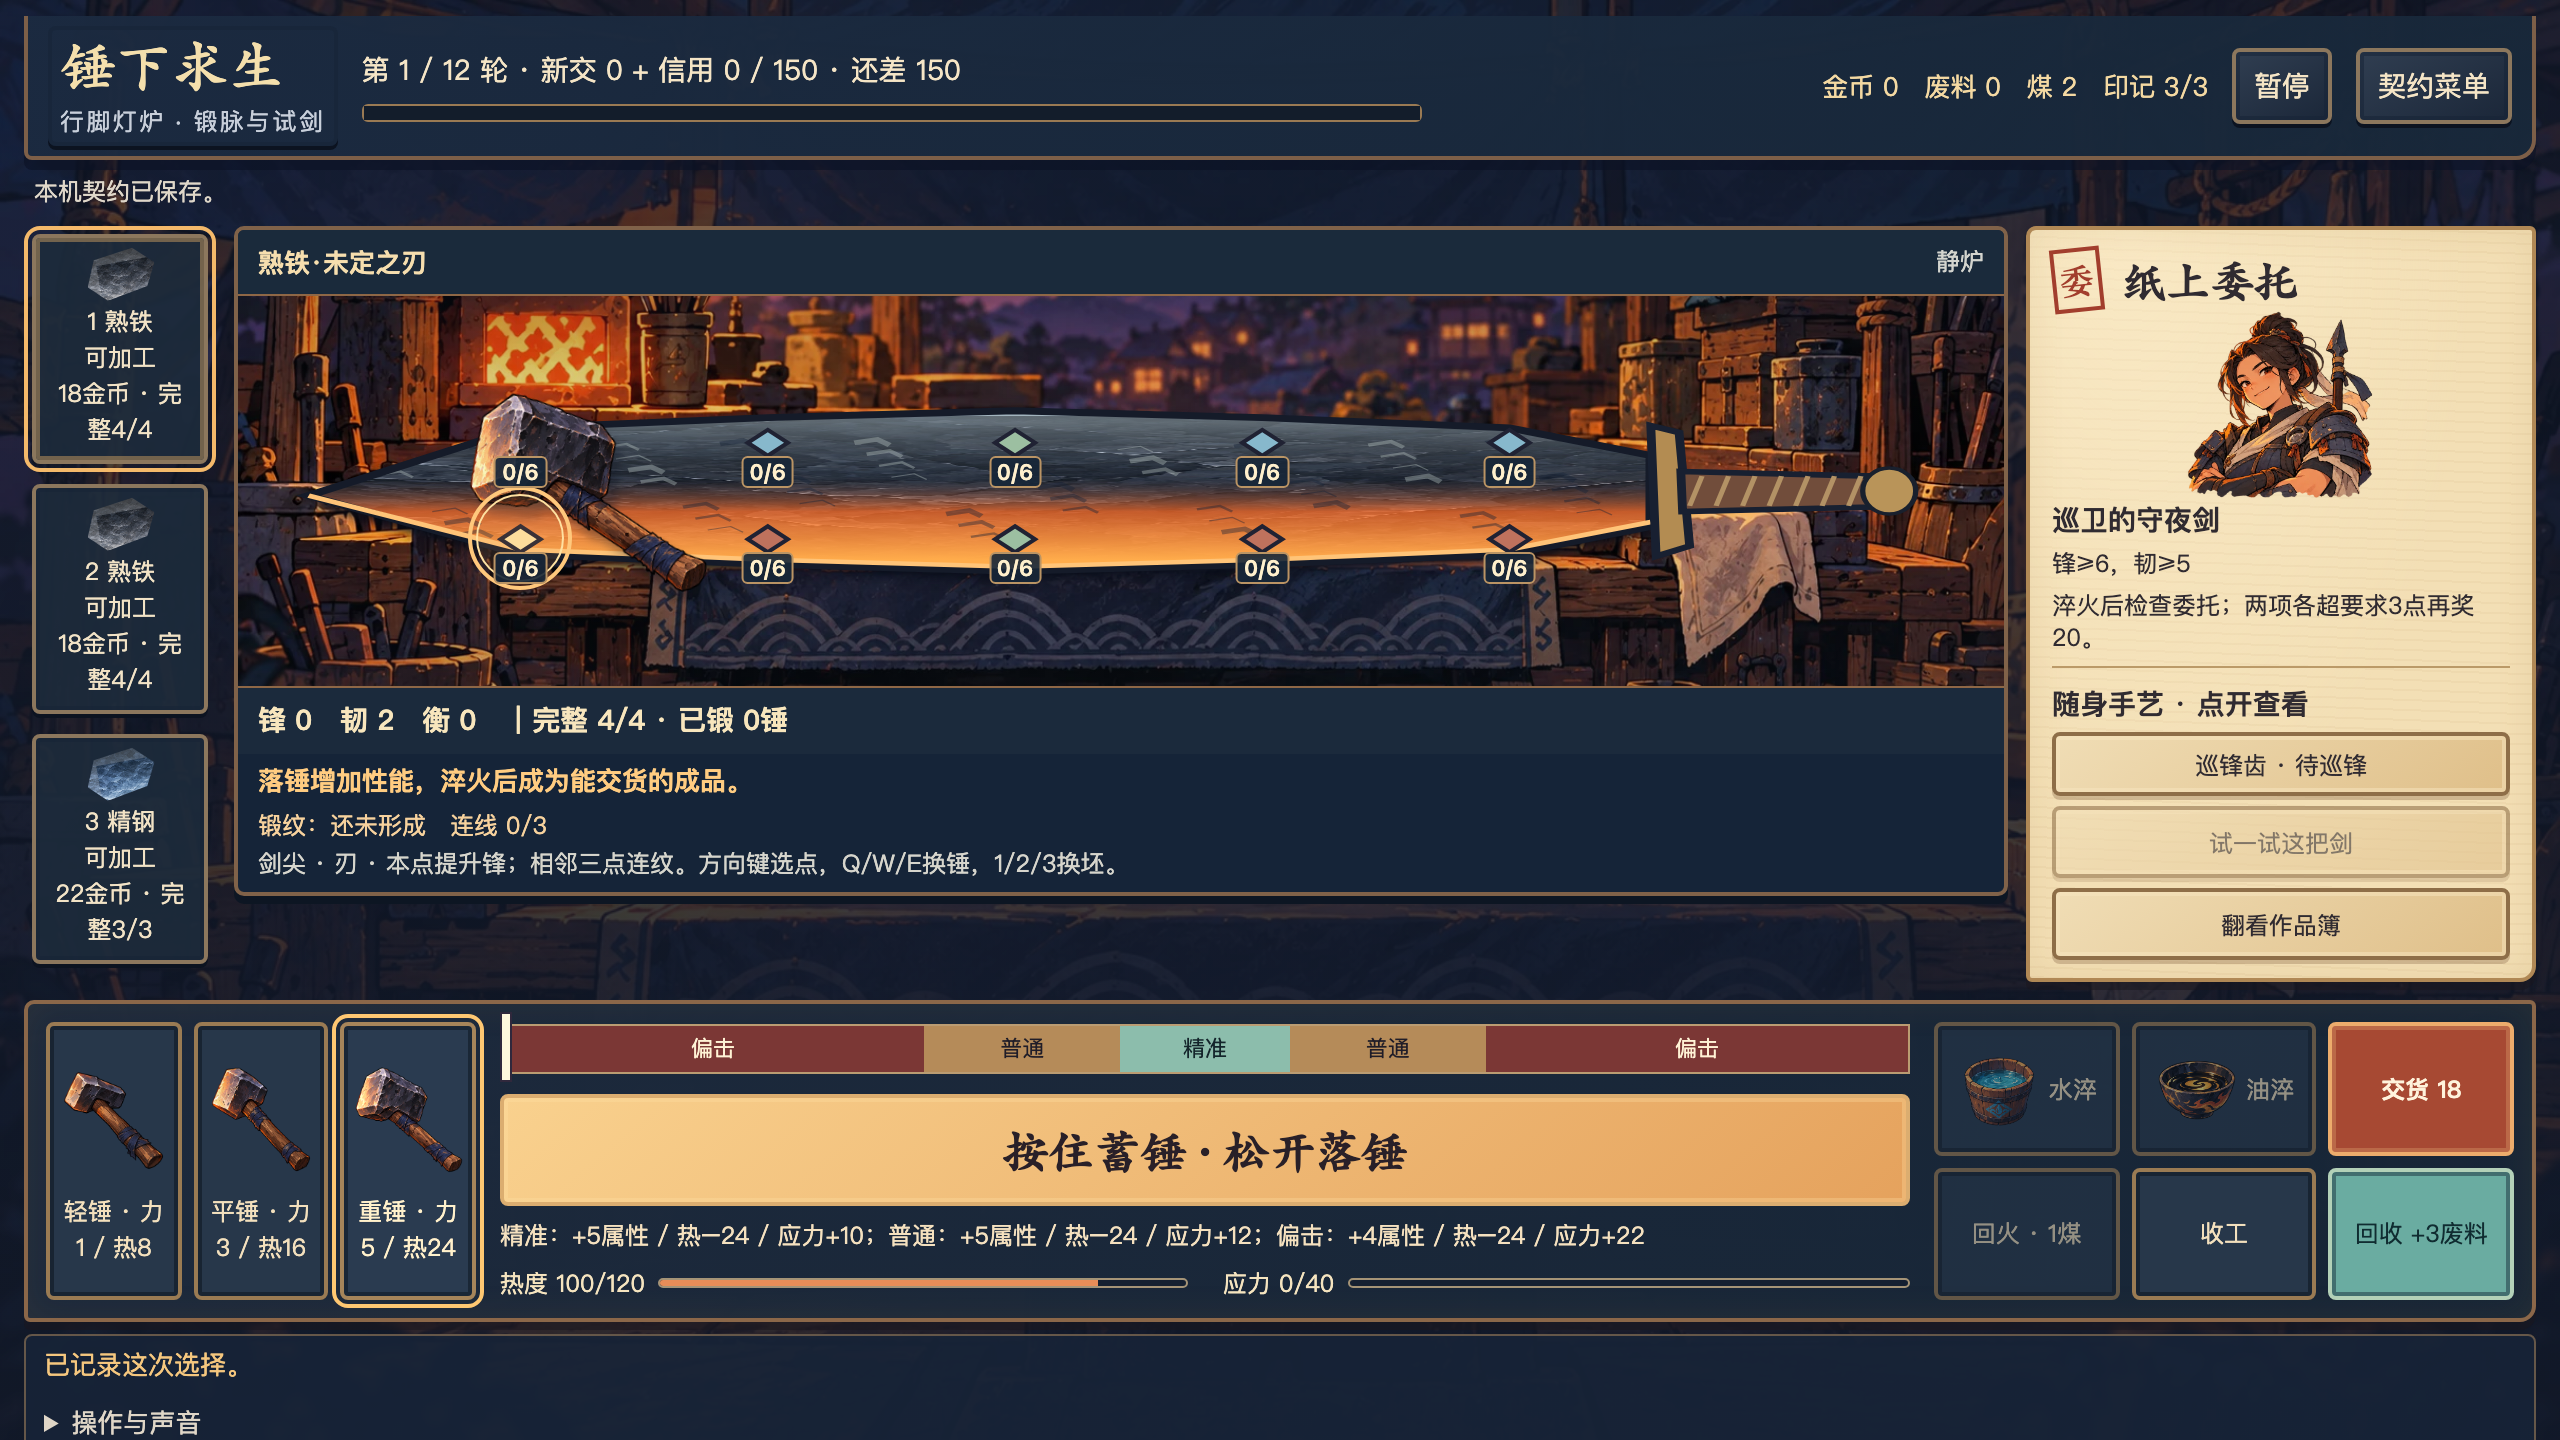 锤下求生
行脚灯炉 · 锻脉与试剑
第 1 / 12 轮 · 新交 0 + 信用 0 / 150 · 还差 150
金币 0 废料 0 煤 2 印记 3/3
暂停
契约菜单
本机契约已保存。
1 熟铁
可加工
18金币 · 完
整4/4
2 熟铁
可加工
18金币 · 完
整4/4
3 精钢
可加工
22金币 · 完
整3/3
熟铁·未定之刃
静炉
0/6 0/6 0/6 0/6 0/6
0/6 0/6 0/6 0/6 0/6
锋 0 韧 2 衡 0 | 完整 4/4 · 已锻 0锤
落锤增加性能，淬火后成为能交货的成品。
锻纹：还未形成 连线 0/3
剑尖 · 刃 · 本点提升锋；相邻三点连纹。方向键选点，Q/W/E换锤，1/2/3换坯。
委
纸上委托
巡卫的守夜剑
锋≥6，韧≥5
淬火后检查委托；两项各超要求3点再奖
20。
随身手艺 · 点开查看
巡锋齿 · 待巡锋
试一试这把剑
翻看作品簿
轻锤 · 力
1 / 热8
平锤 · 力
3 / 热16
重锤 · 力
5 / 热24
偏击 普通 精准 普通 偏击
按住蓄锤·松开落锤
精准：+5属性 / 热−24 / 应力+10；普通：+5属性 / 热−24 / 应力+12；偏击：+4属性 / 热−24 / 应力+22
热度 100/120
应力 0/40
水淬
油淬
交货 18
回火 · 1煤
收工
回收 +3废料
已记录这次选择。
▶ 操作与声音